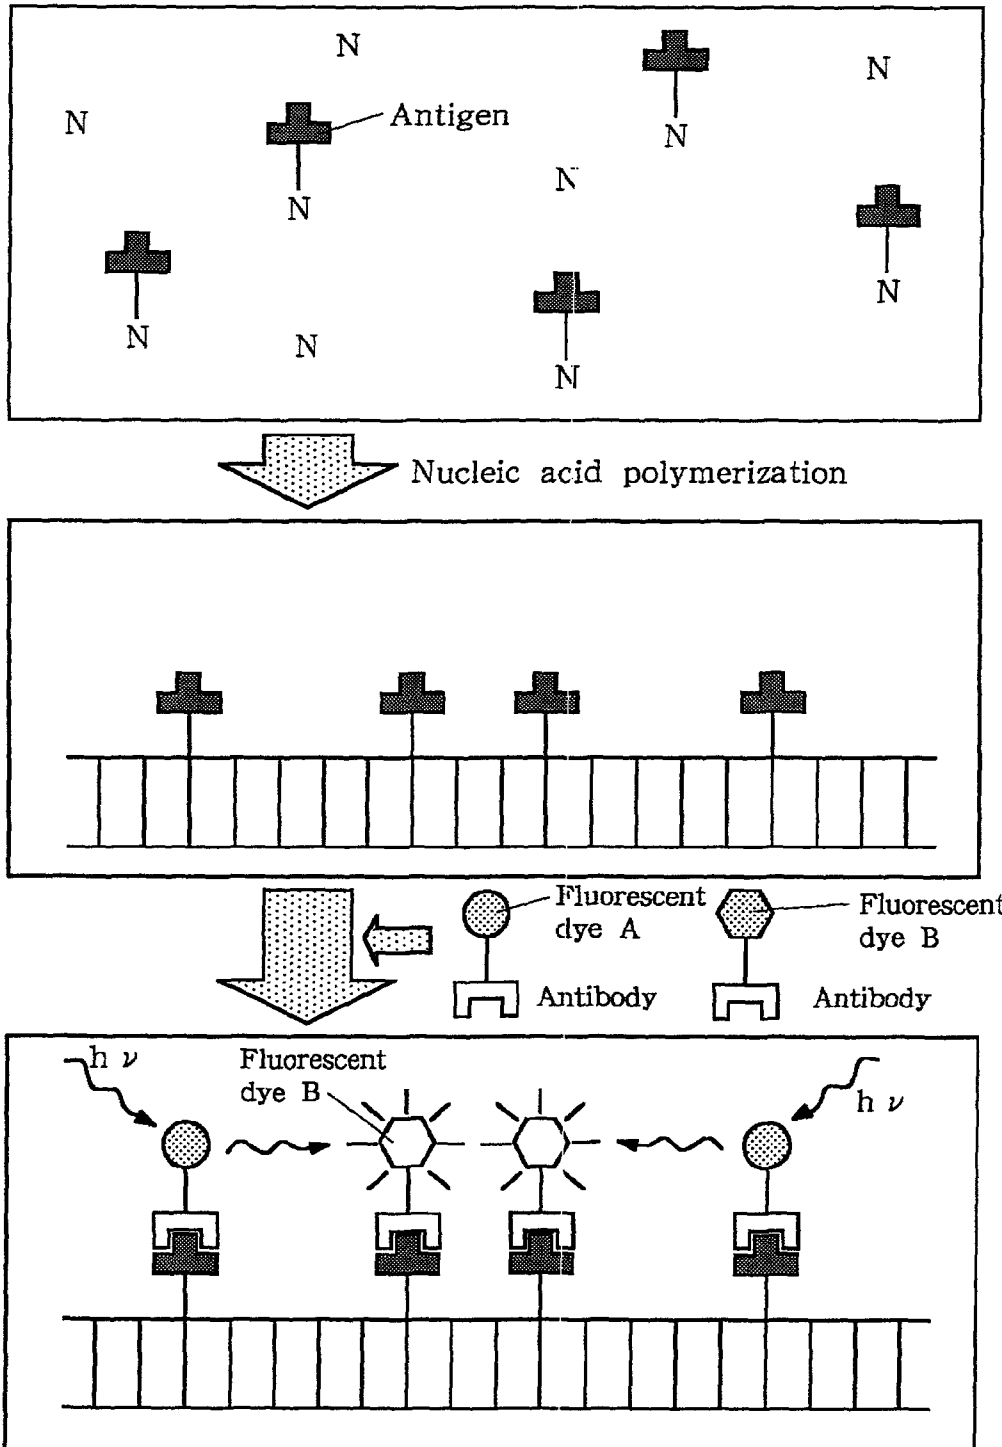 N
N
N
Antigen
N
N
N
N
N
N
N
Nucleic acid polymerization
Fluorescent
dye A
Fluorescent
dye B
Antibody
Antibody
h ν
Fluorescent
dye B
h ν